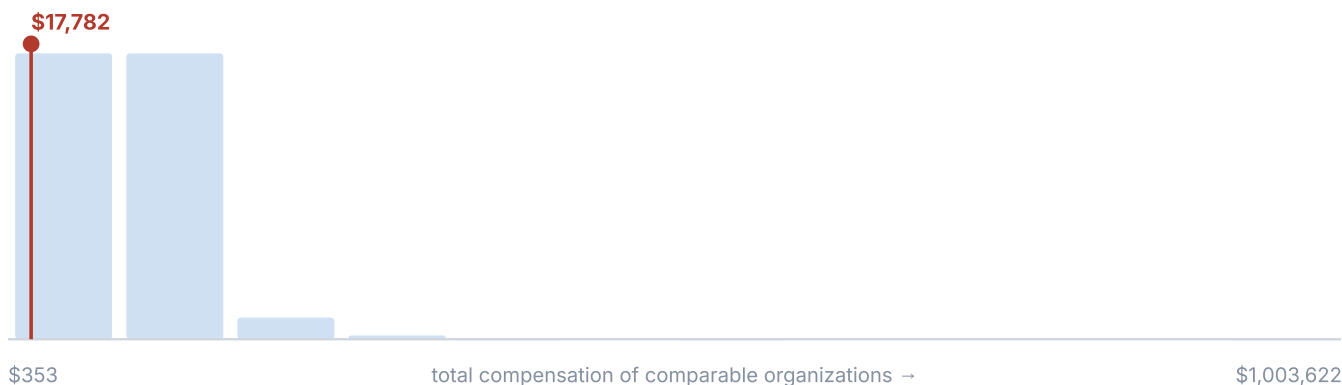 $17,782
$353
total compensation of comparable organizations →
$1,003,622